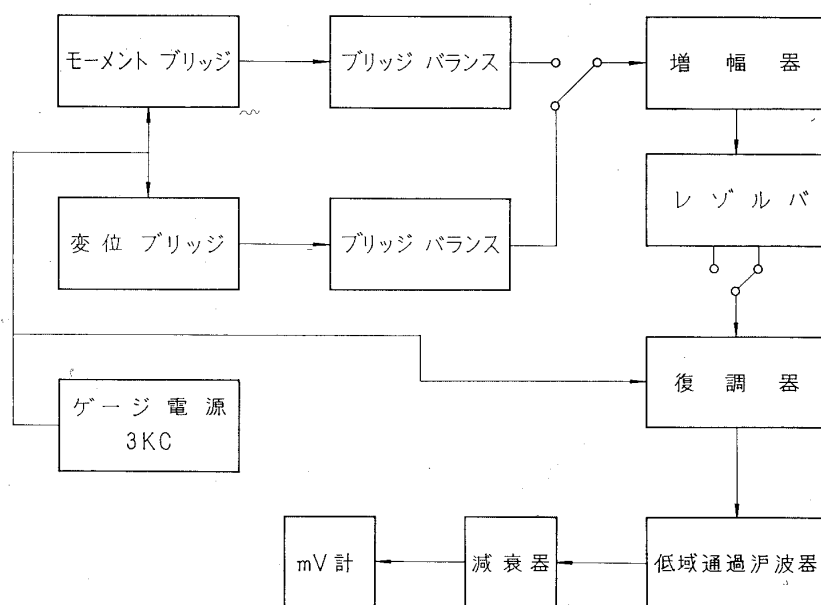 モーメント ブリッジ
ブリッジ バランス
増幅器
レゾルバ
変位 ブリッジ
ブリッジ バランス
復調器
ゲージ電源
3KC
mV計
減衰器
低域通過沪波器